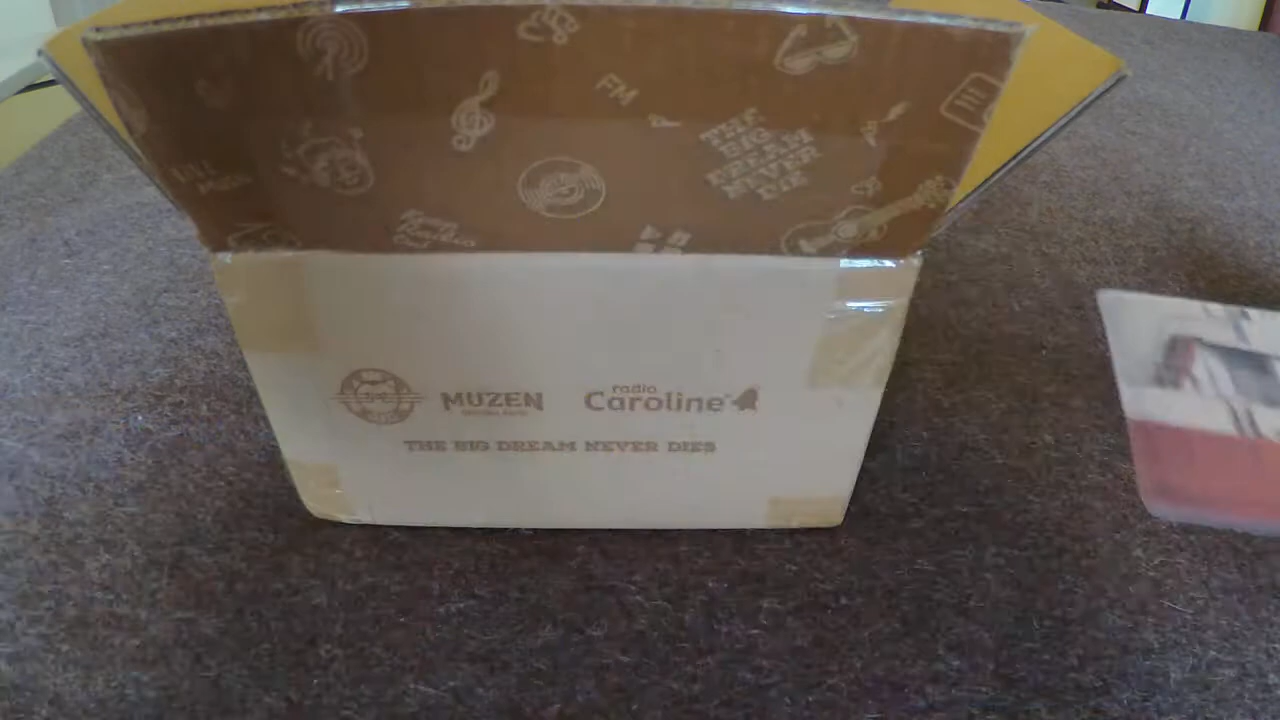 FM
THE
BIG
DREAM
NEVER
DIE
MUZEN
radio
Caroline
THE BIG DREAM NEVER DIES